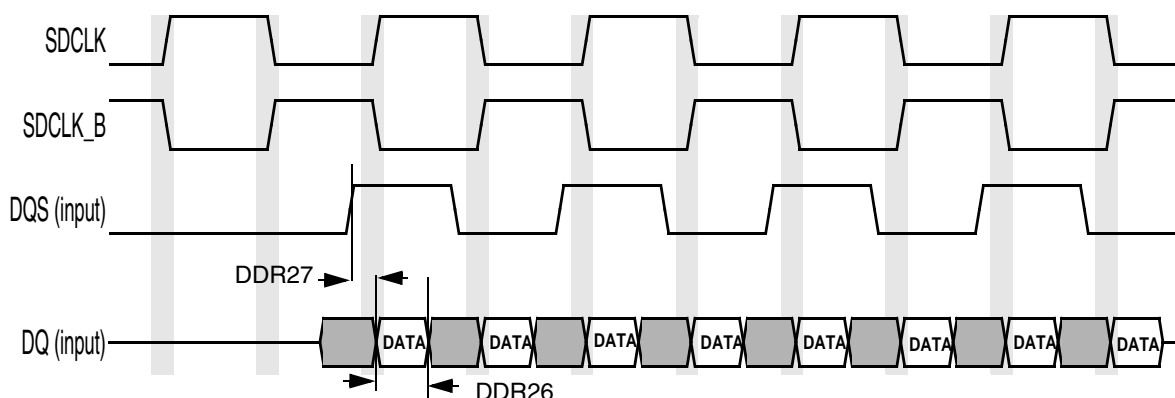 SDCLK
SDCLK_B
DQS (input)
DDR27
DQ (input)
DATA DATA DATA DATA DATA DATA DATA DATA
DDR26